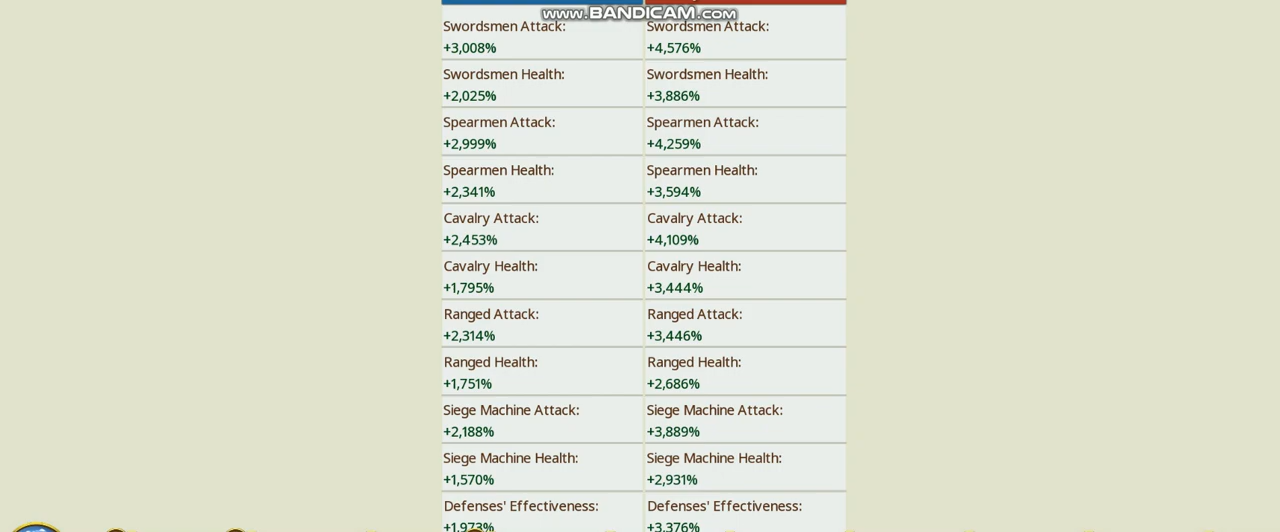 www.BANDICAM.com
Swordsmen Attack: Swordsmen Attack:
+3,008% +4,576%
Swordsmen Health: Swordsmen Health:
+2,025% +3,886%
Spearmen Attack: Spearmen Attack:
+2,999% +4,259%
Spearmen Health: Spearmen Health:
+2,341% +3,594%
Cavalry Attack: Cavalry Attack:
+2,453% +4,109%
Cavalry Health: Cavalry Health:
+1,795% +3,444%
Ranged Attack: Ranged Attack:
+2,314% +3,446%
Ranged Health: Ranged Health:
+1,751% +2,686%
Siege Machine Attack: Siege Machine Attack:
+2,188% +3,889%
Siege Machine Health: Siege Machine Health:
+1,570% +2,931%
Defenses' Effectiveness: Defenses' Effectiveness:
+1,973% +3,376%